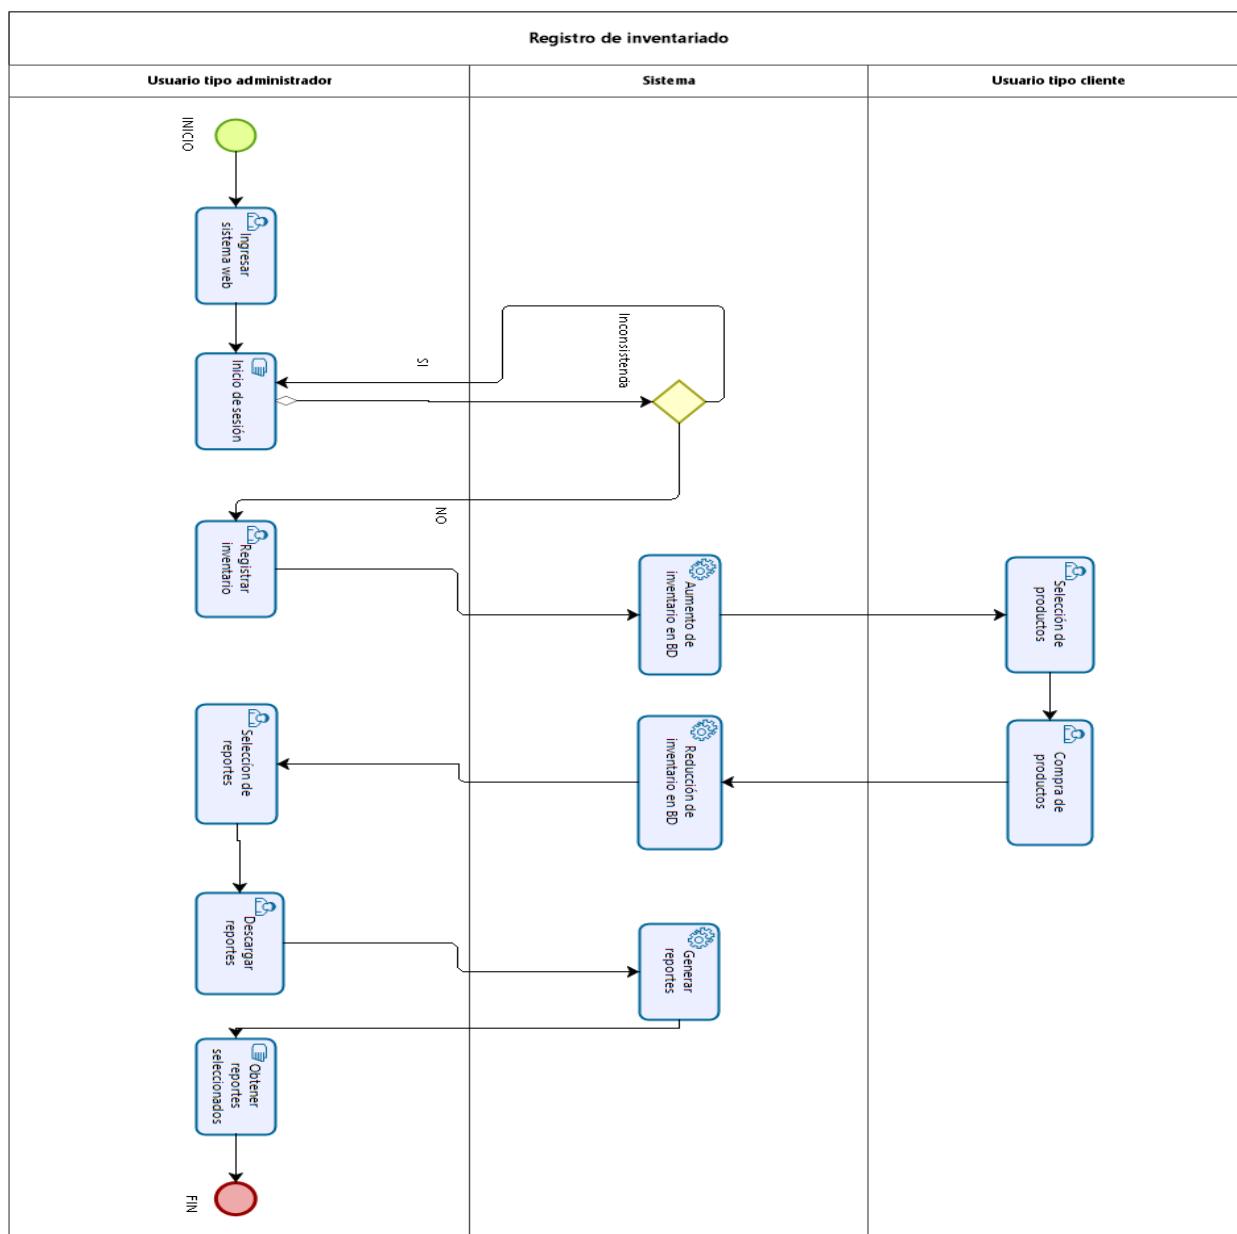 Registro de inventariado
Usuario tipo administrador
Sistema
Usuario tipo cliente
INICIO
Ingresar
sistema web
Inicio de sesión
SI
Inconsistenda
NO
Registrar
inventario
Aumento de
inventario en BD
Selección de
productos
Compra de
productos
Reducción de
inventario en BD
Seleccíon de
reportes
Descargar
reportes
Generar
reportes
Obtener
reportes
seleccionados
FIN